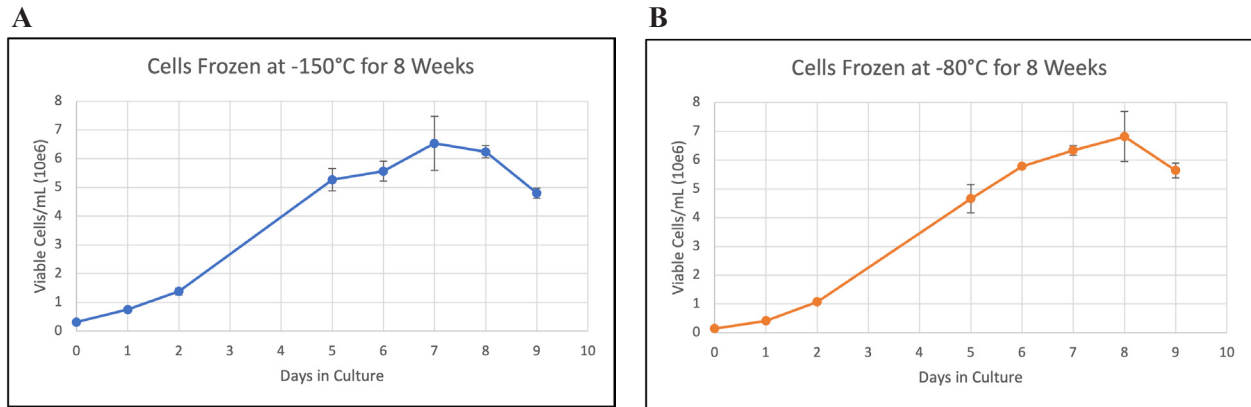 A
Cells Frozen at -150°C for 8 Weeks
Viable Cells/mL (10e6)
8
7
6
5
4
3
2
1
0
0 1 2 3 4 5 6 7 8 9 10
Days in Culture
B
Cells Frozen at -80°C for 8 Weeks
Viable Cells/mL (10e6)
8
7
6
5
4
3
2
1
0
0 1 2 3 4 5 6 7 8 9 10
Days in Culture